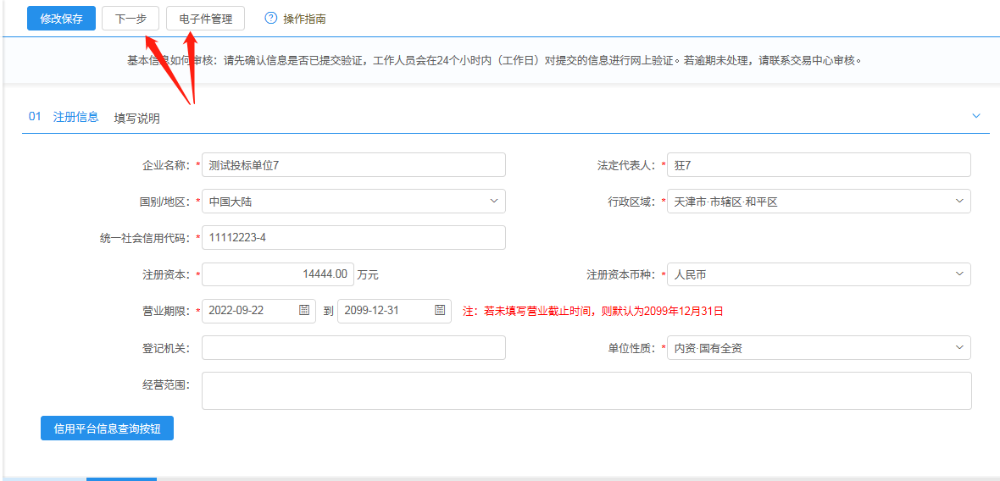 修改保存 下一步 电子件管理 ? 操作指南
基本信息如何审核：请先确认信息是否已提交验证，工作人员会在24个小时内（工作日）对提交的信息进行网上验证。若逾期未处理，请联系交易中心审核。
01 注册信息 填写说明
企业名称：* 测试投标单位7 法定代表人：* 狂7
国别/地区：* 中国大陆 行政区域：* 天津市·市辖区·和平区
统一社会信用代码：* 11112223-4
注册资本：* 14444.00 万元 注册资本币种：* 人民币
营业期限：* 2022-09-22 到 2099-12-31 注：若未填写营业截止时间，则默认为2099年12月31日
登记机关： 单位性质：* 内资·国有全资
经营范围：
信用平台信息查询按钮